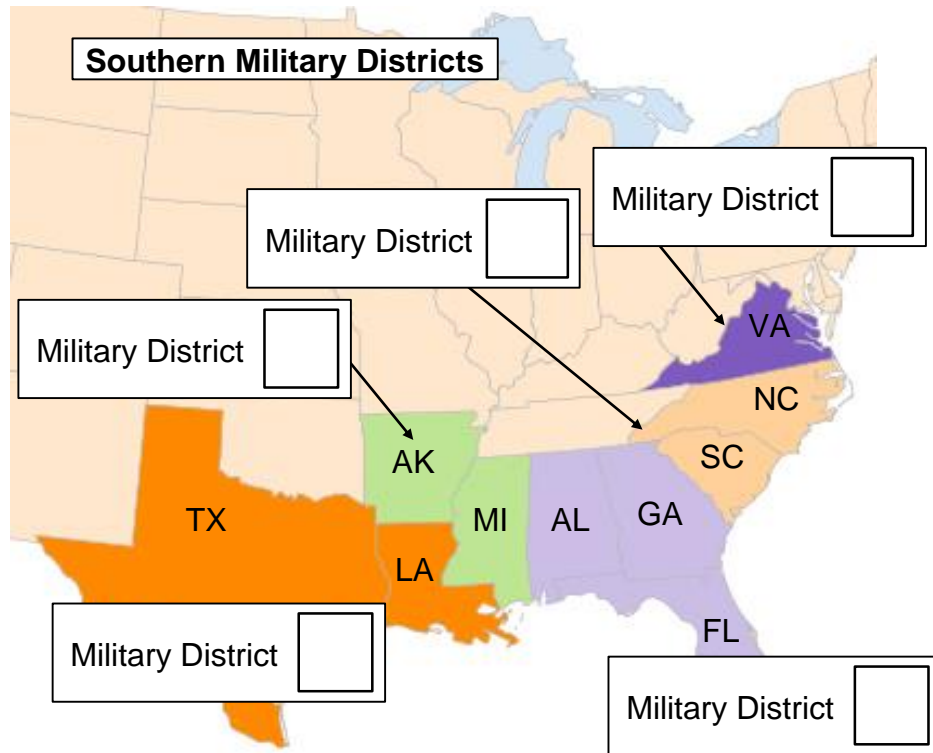 Southern Military Districts
Military District
Military District
Military District
VA
NC
SC
AK
TX
MI
AL
GA
LA
FL
Military District
Military District